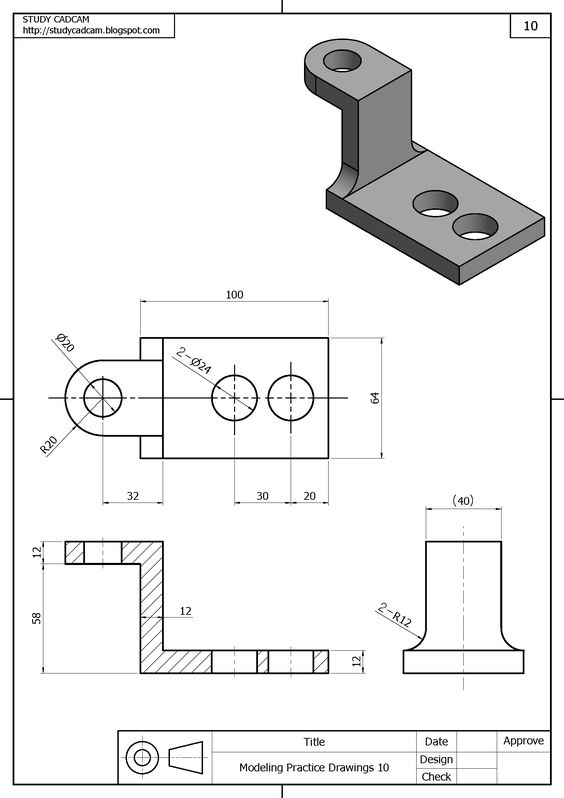 STUDY CADCAM
http://studycadcam.blogspot.com
10
100
Ø20
2-Ø24
R20
64
32
30
20
(40)
12
58
12
12
2-R12
Title
Date
Approve
Modeling Practice Drawings 10
Design
Check